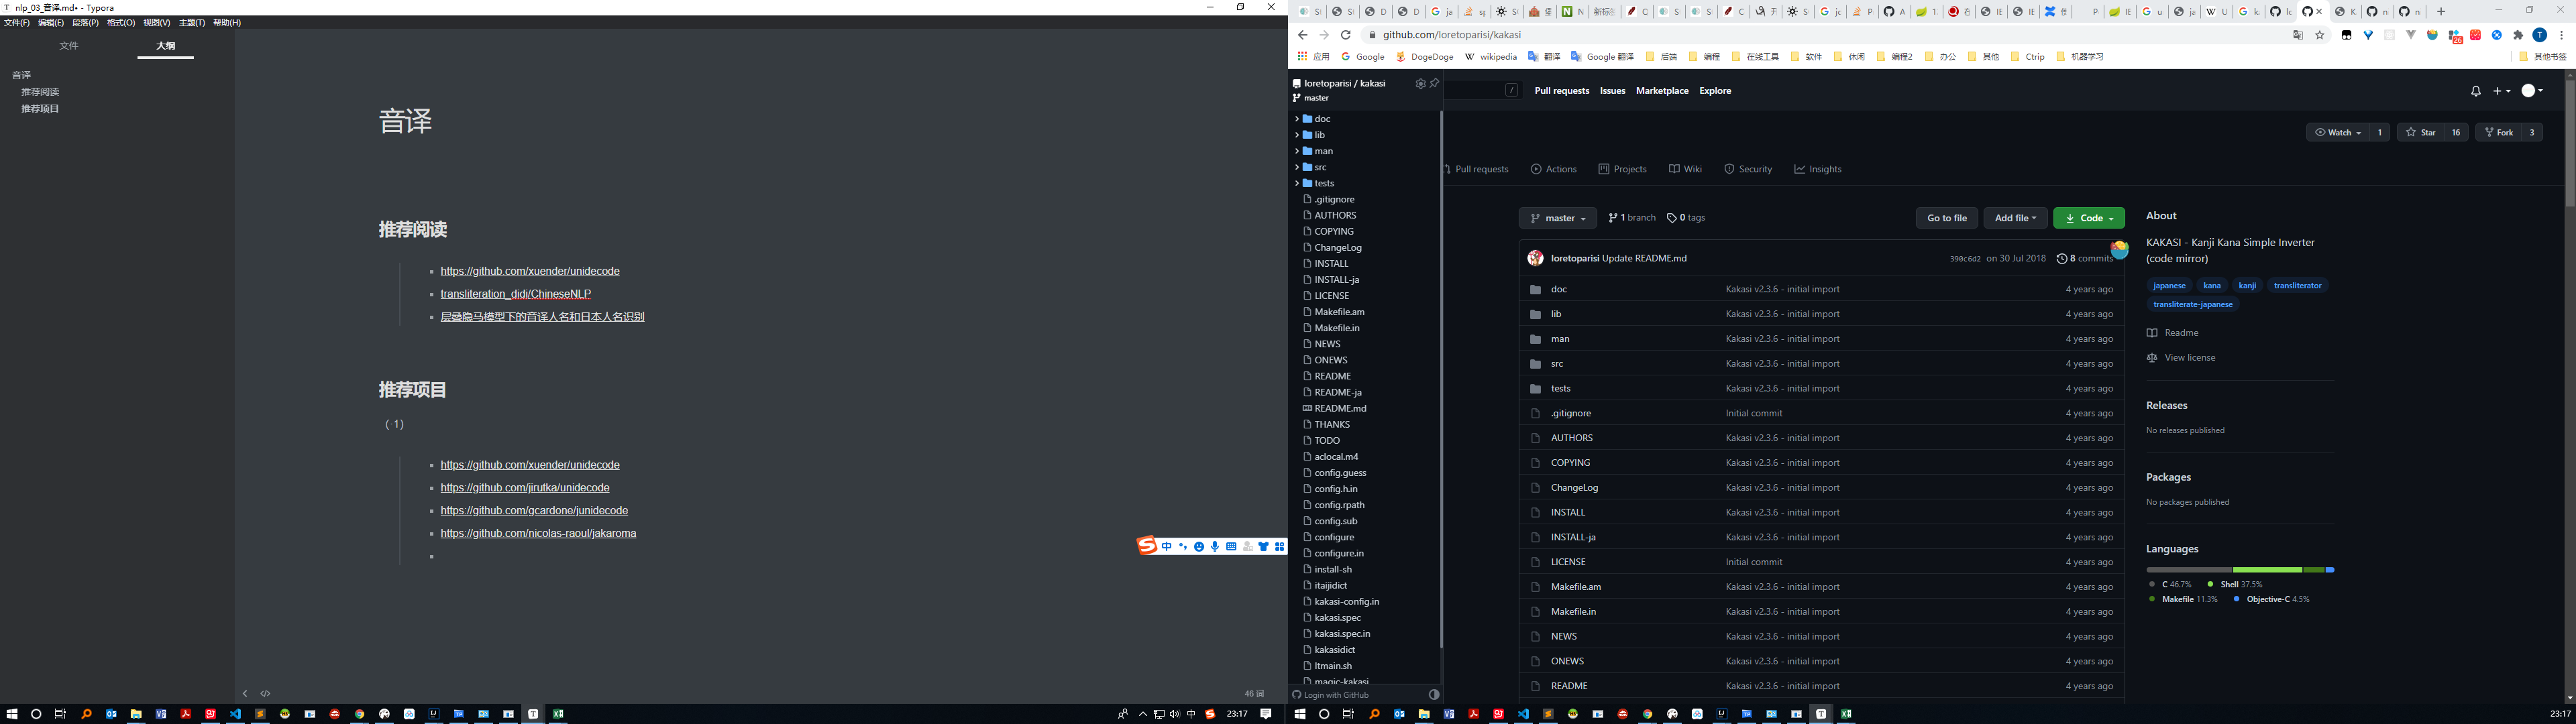 nlp_03_音译.md• - Typora
文件(F) 编辑(E) 段落(P) 格式(O) 视图(V) 主题(T) 帮助(H)
文件 大纲
音译
推荐阅读
推荐项目
音译
推荐阅读
https://github.com/xuender/unidecode
transliteration_didi/ChineseNLP
层叠隐马模型下的音译人名和日本人名识别
推荐项目
(·1)
https://github.com/xuender/unidecode
https://github.com/jirutka/unidecode
https://github.com/gcardone/junidecode
https://github.com/nicolas-raoul/jakaroma
中
46 词
中 23:17
github.com/loretoparisi/kakasi
26
T
应用 Google DogeDoge wikipedia 翻译 Google 翻译 后端 编程 在线工具 软件 休闲 编程2 办公 其他 Ctrip 机器学习 其他书签
loretoparisi / kakasi
master
doc
lib
man
src
tests
.gitignore
AUTHORS
COPYING
ChangeLog
INSTALL
INSTALL-ja
LICENSE
Makefile.am
Makefile.in
NEWS
ONEWS
README
README-ja
README.md
THANKS
TODO
aclocal.m4
config.guess
config.h.in
config.rpath
config.sub
configure
configure.in
install-sh
itaijidict
kakasi-config.in
kakasi.spec
kakasi.spec.in
kakasidict
ltmain.sh
magic-kakasi
Login with GitHub
/ Pull requests Issues Marketplace Explore
Watch 1 Star 16 Fork 3
Pull requests Actions Projects Wiki Security Insights
master 1 branch 0 tags Go to file Add file Code
loretoparisi Update README.md 390c6d2 on 30 Jul 2018 8 commits
doc Kakasi v2.3.6 - initial import 4 years ago
lib Kakasi v2.3.6 - initial import 4 years ago
man Kakasi v2.3.6 - initial import 4 years ago
src Kakasi v2.3.6 - initial import 4 years ago
tests Kakasi v2.3.6 - initial import 4 years ago
.gitignore Initial commit 4 years ago
AUTHORS Kakasi v2.3.6 - initial import 4 years ago
COPYING Kakasi v2.3.6 - initial import 4 years ago
ChangeLog Kakasi v2.3.6 - initial import 4 years ago
INSTALL Kakasi v2.3.6 - initial import 4 years ago
INSTALL-ja Kakasi v2.3.6 - initial import 4 years ago
LICENSE Initial commit 4 years ago
Makefile.am Kakasi v2.3.6 - initial import 4 years ago
Makefile.in Kakasi v2.3.6 - initial import 4 years ago
NEWS Kakasi v2.3.6 - initial import 4 years ago
ONEWS Kakasi v2.3.6 - initial import 4 years ago
README Kakasi v2.3.6 - initial import 4 years ago
About
KAKASI - Kanji Kana Simple Inverter
(code mirror)
japanese kana kanji transliterator
transliterate-japanese
Readme
View license
Releases
No releases published
Packages
No packages published
Languages
C 46.7% Shell 37.5%
Makefile 11.3% Objective-C 4.5%
23:17